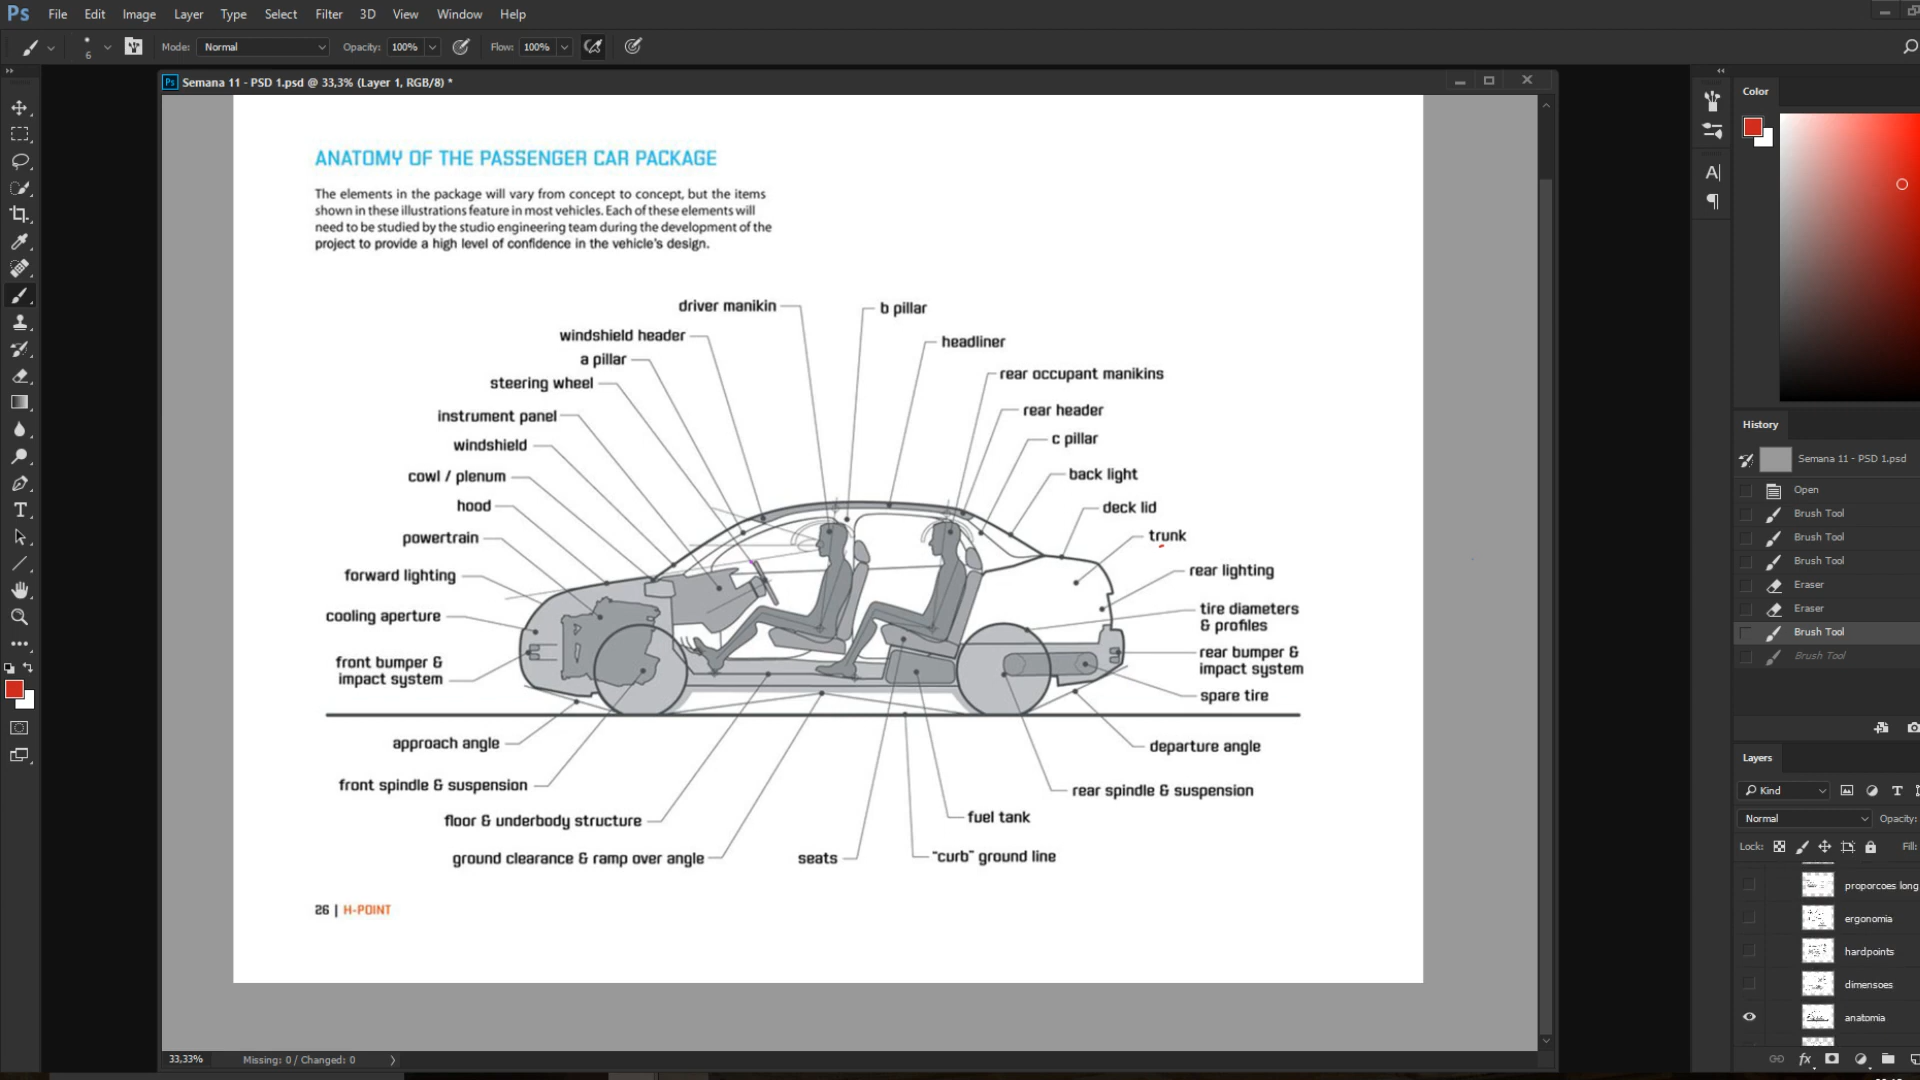 Ps File Edit Image Layer Type Select Filter 3D View Window Help
6 Mode: Normal Opacity: 100% Flow: 100%
Ps Semana 11 - PSD 1.psd @ 33,3% (Layer 1, RGB/8) *
ANATOMY OF THE PASSENGER CAR PACKAGE
The elements in the package will vary from concept to concept, but the items
shown in these illustrations feature in most vehicles. Each of these elements will
need to be studied by the studio engineering team during the development of the
project to provide a high level of confidence in the vehicle's design.
driver manikin
b pillar
windshield header
headliner
a pillar
rear occupant manikins
steering wheel
rear header
instrument panel
c pillar
windshield
back light
cowl / plenum
deck lid
hood
trunk
powertrain
rear lighting
forward lighting
tire diameters
& profiles
cooling aperture
rear bumper &
impact system
front bumper &
impact system
spare tire
approach angle
departure angle
front spindle & suspension
rear spindle & suspension
floor & underbody structure
fuel tank
ground clearance & ramp over angle
seats
"curb" ground line
26 | H-POINT
33,33% Missing: 0 / Changed: 0
Color
History
Semana 11 - PSD 1.psd
Open
Brush Tool
Brush Tool
Brush Tool
Eraser
Eraser
Brush Tool
Brush Tool
Layers
Kind
Normal Opacity:
Lock: Fill:
proporcoes long
ergonomia
hardpoints
dimensoes
anatomia
fx